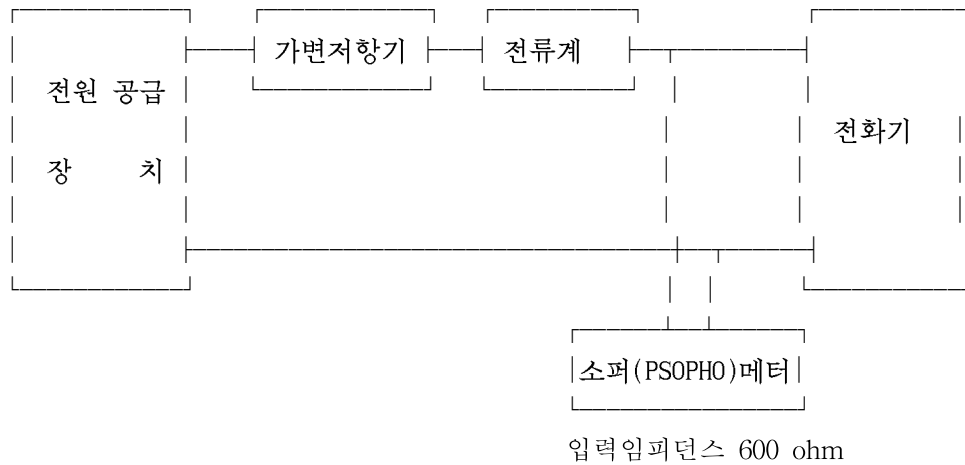 가변저항기 전류계
전원 공급
전화기
장 치
소퍼(PSOPHO)메터
입력임피던스 600 ohm